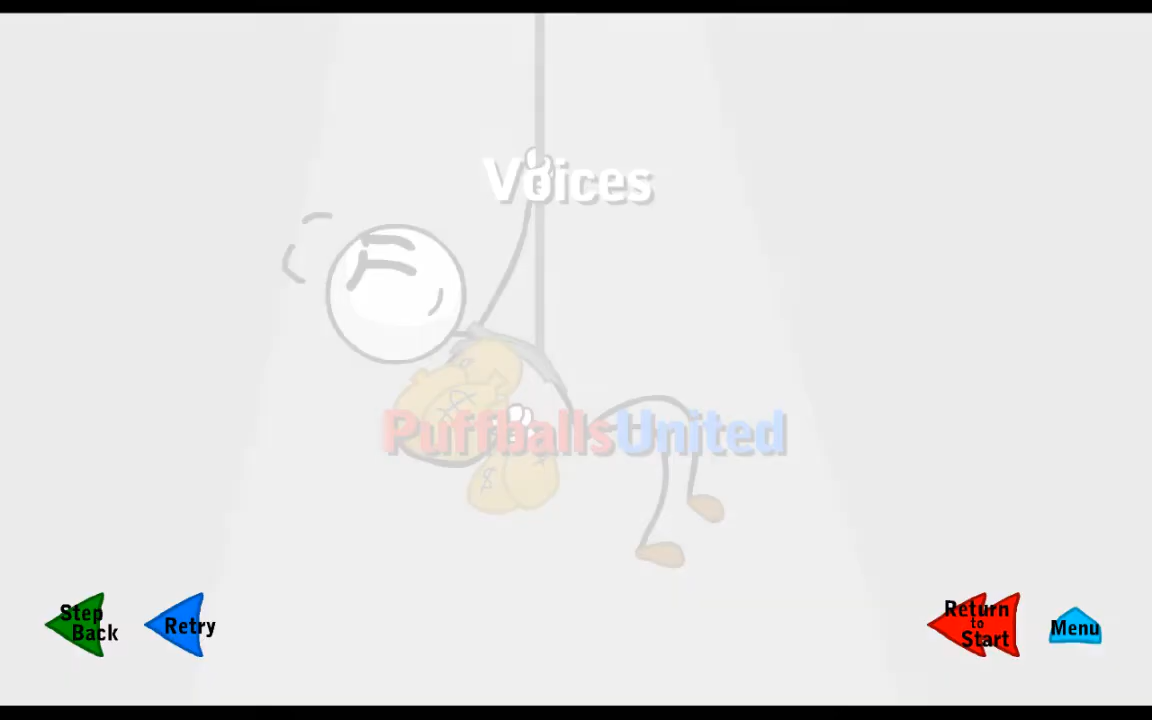 Voices
PuffballsUnited
Step
Back
Retry
Return
to
Start
Menu